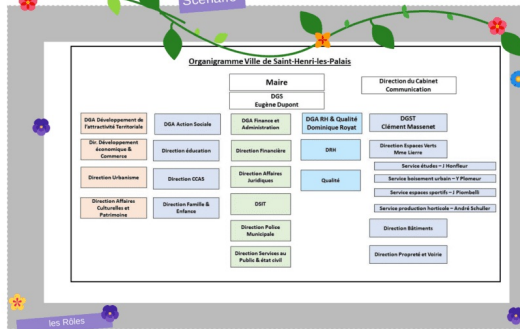 Scénario
Organigramme Ville de Saint-Henri-les-Palais
Maire
DGS
Eugène Dupont
Direction du Cabinet
Communication
DGA Développement de
l'attractivité Territoriale
Dir. Développement
économique &
Commerce
Direction Urbanisme
Direction Affaires
Culturelles et
Patrimoine
DGA Action Sociale
Direction éducation
Direction CCAS
Direction Famille &
Enfance
DGA Finance et
Administration
Direction Financière
Direction Affaires
Juridiques
DSIT
Direction Police
Municipale
Direction Services au
Public & état civil
DGA RH & Qualité
Dominique Royat
DRH
Qualité
DGST
Clément Massenet
Direction Espaces Verts
Mme Lierre
Service études – J Honfleur
Service boisement urbain – Y Plomeur
Service espaces sportifs – J Piombelli
Service production horticole – André Schuller
Direction Bâtiments
Direction Propreté et Voirie
les Rôles